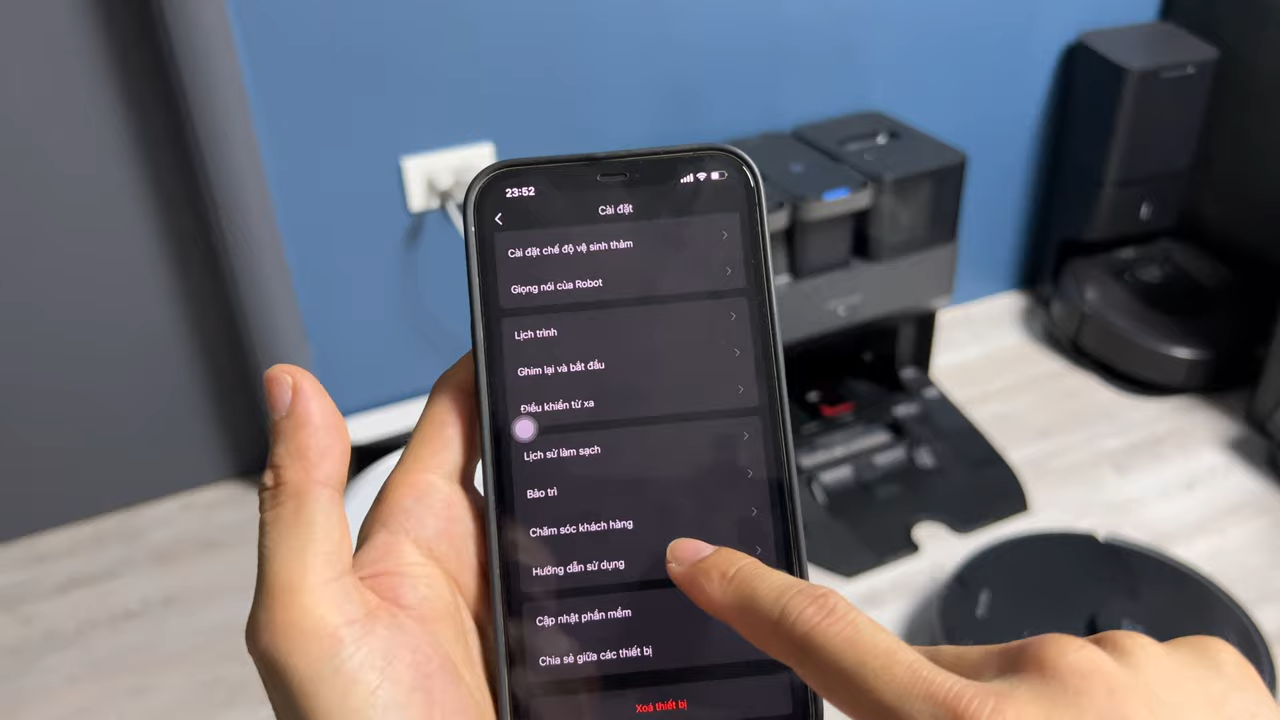 23:52
Cài đặt
Cài đặt chế độ vệ sinh thảm
Giọng nói của Robot
Lịch trình
Ghim lại và bắt đầu
Điều khiển từ xa
Lịch sử làm sạch
Bảo trì
Chăm sóc khách hàng
Hướng dẫn sử dụng
Cập nhật phần mềm
Chia sẻ giữa các thiết bị
Xoá thiết bị